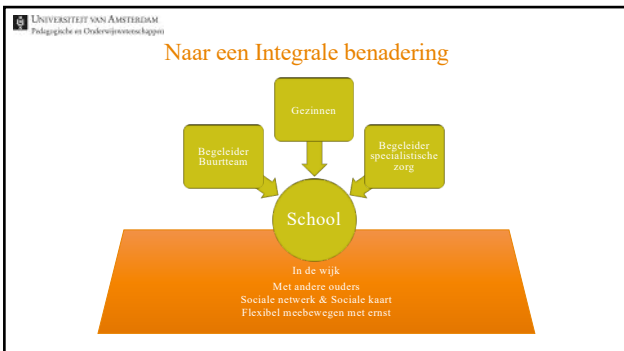 UNIVERSITEIT VAN AMSTERDAM
Pedagogische en Onderwijswetenschappen
Naar een Integrale benadering
Gezinnen
Begeleider
Buurtteam
Begeleider
specialistische
zorg
School
In de wijk
Met andere ouders
Sociale netwerk & Sociale kaart
Flexibel meebewegen met ernst